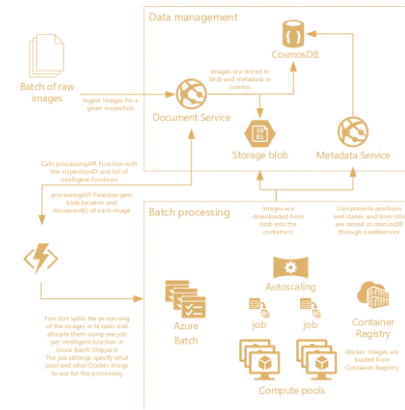 Data management
CosmosDB
Batch of raw
images
Images are stored in
blob and metadata in
cosmos
Ingest images for a
given inspection
Document Service
Storage blob
Metadata Service
Calls processingAPI Function with
the inspectionID and list of
intelligent functions
processingAPI Function gets
blob location and
documentID of each image
Batch processing
Images are
downloaded from
blob into the
containers
Components positions
and states, and lines info
are stored in cosmosDB
through a webservice
Function splits the processing
of the images in N tasks and
allocate them using one job
per intelligent function in
Azure Batch Shipyard.
The job settings specify what
pool and what Docker image
to use for the processing
Azure
Batch
Autoscaling
job
job
Compute pools
Container
Registry
Docker images are
loaded from
Container Registry